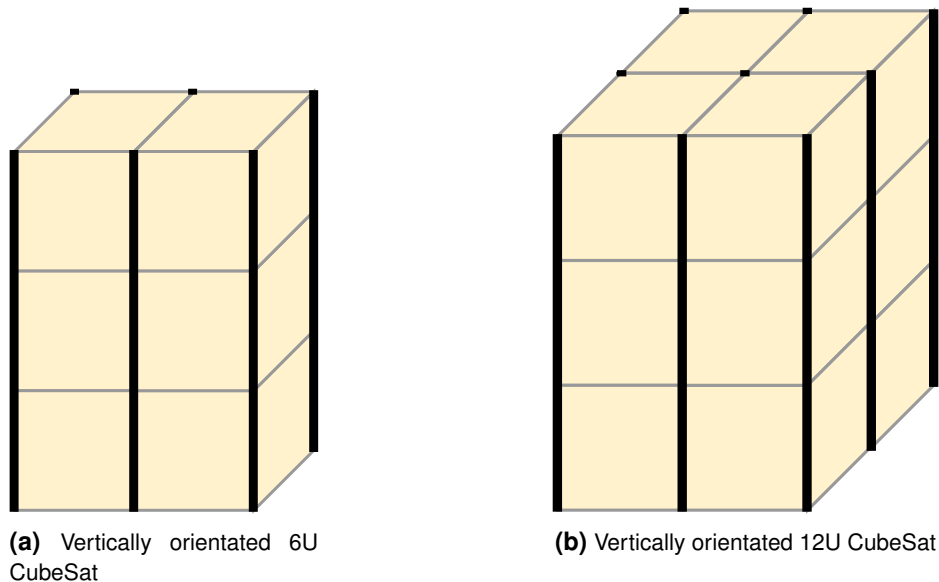 (a) Vertically orientated 6U
CubeSat
(b) Vertically orientated 12U CubeSat